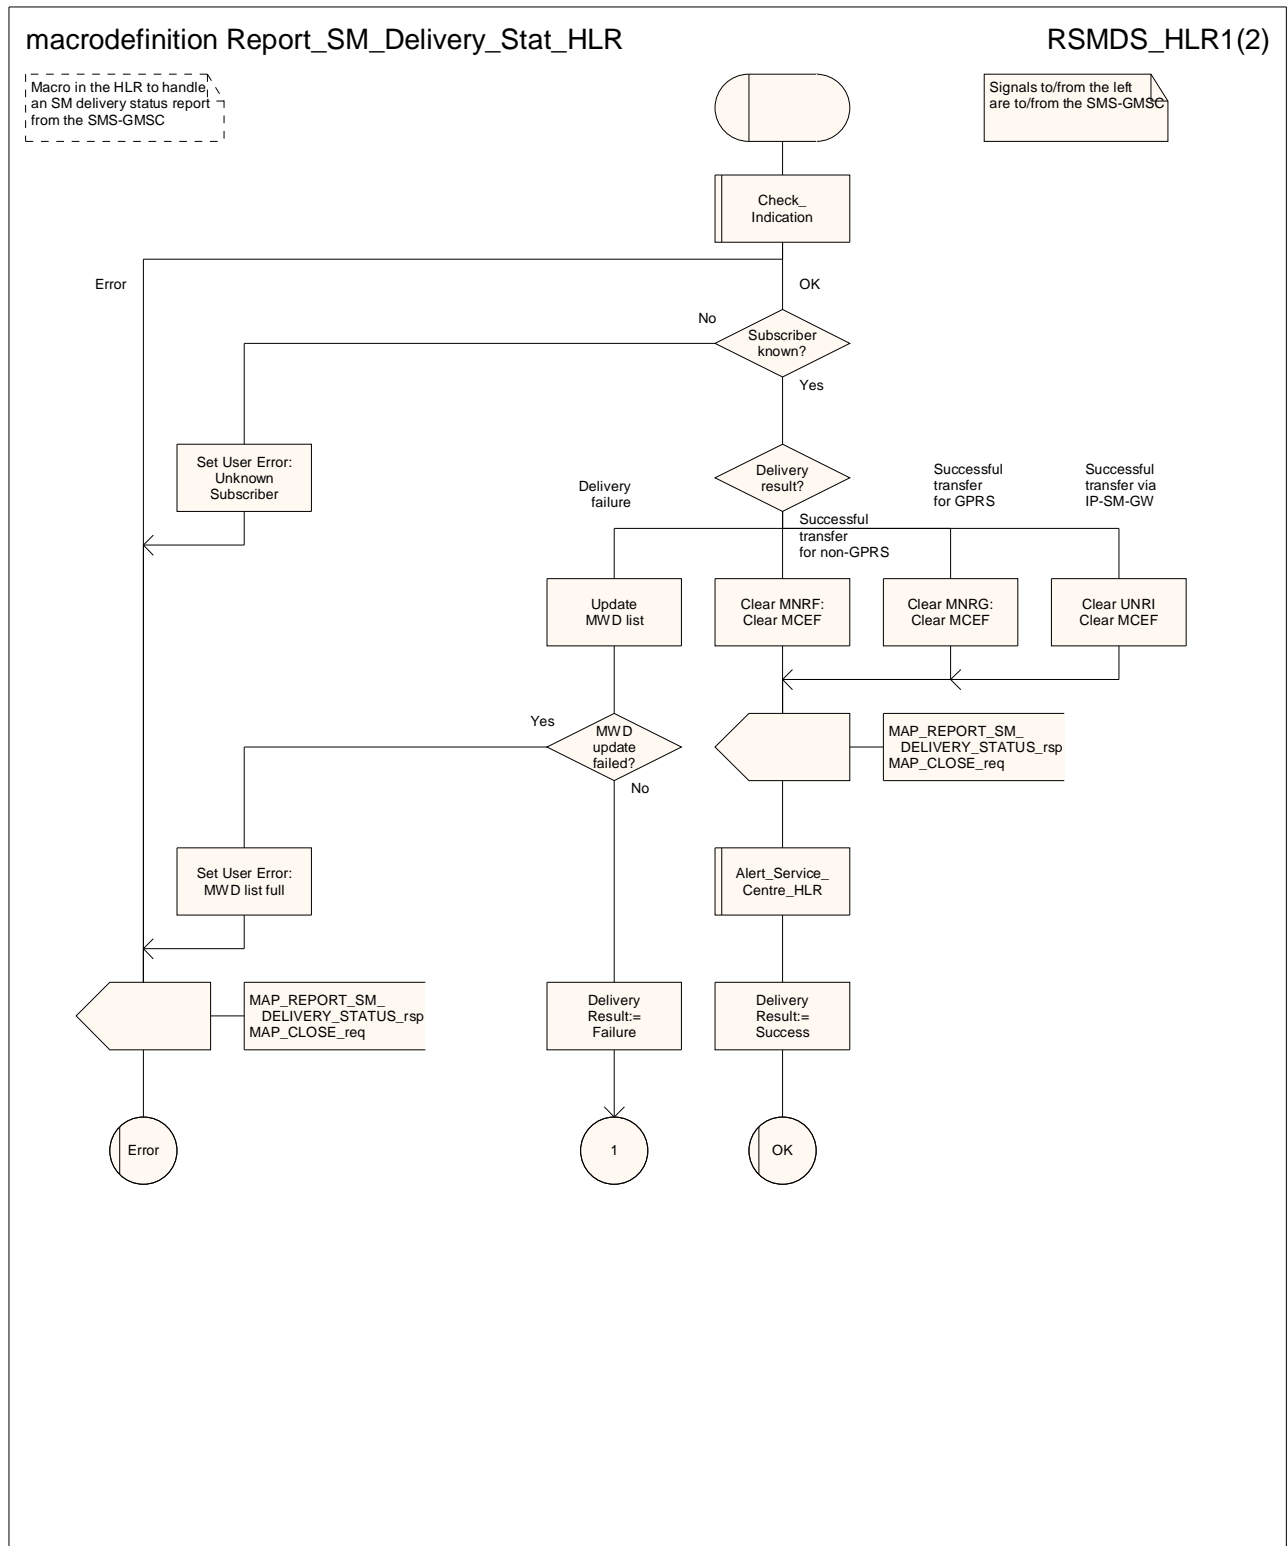 macrodefinition Report_SM_Delivery_Stat_HLR
RSMDS_HLR1(2)
Macro in the HLR to handle
an SM delivery status report
from the SMS-GMSC
Signals to/from the left
are to/from the SMS-GMSC
Check_
Indication
Error
OK
No
Subscriber
known?
Yes
Set User Error:
Unknown
Subscriber
Delivery
failure
Delivery
result?
Successful
transfer
for non-GPRS
Successful
transfer
for GPRS
Successful
transfer via
IP-SM-GW
Update
MWD list
Clear MNRF:
Clear MCEF
Clear MNRG:
Clear MCEF
Clear UNRI
Clear MCEF
Yes
MWD
update
failed?
No
MAP_REPORT_SM_
DELIVERY_STATUS_rsp
MAP_CLOSE_req
Set User Error:
MWD list full
Alert_Service_
Centre_HLR
MAP_REPORT_SM_
DELIVERY_STATUS_rsp
MAP_CLOSE_req
Delivery
Result:=
Failure
Delivery
Result:=
Success
Error
1
OK